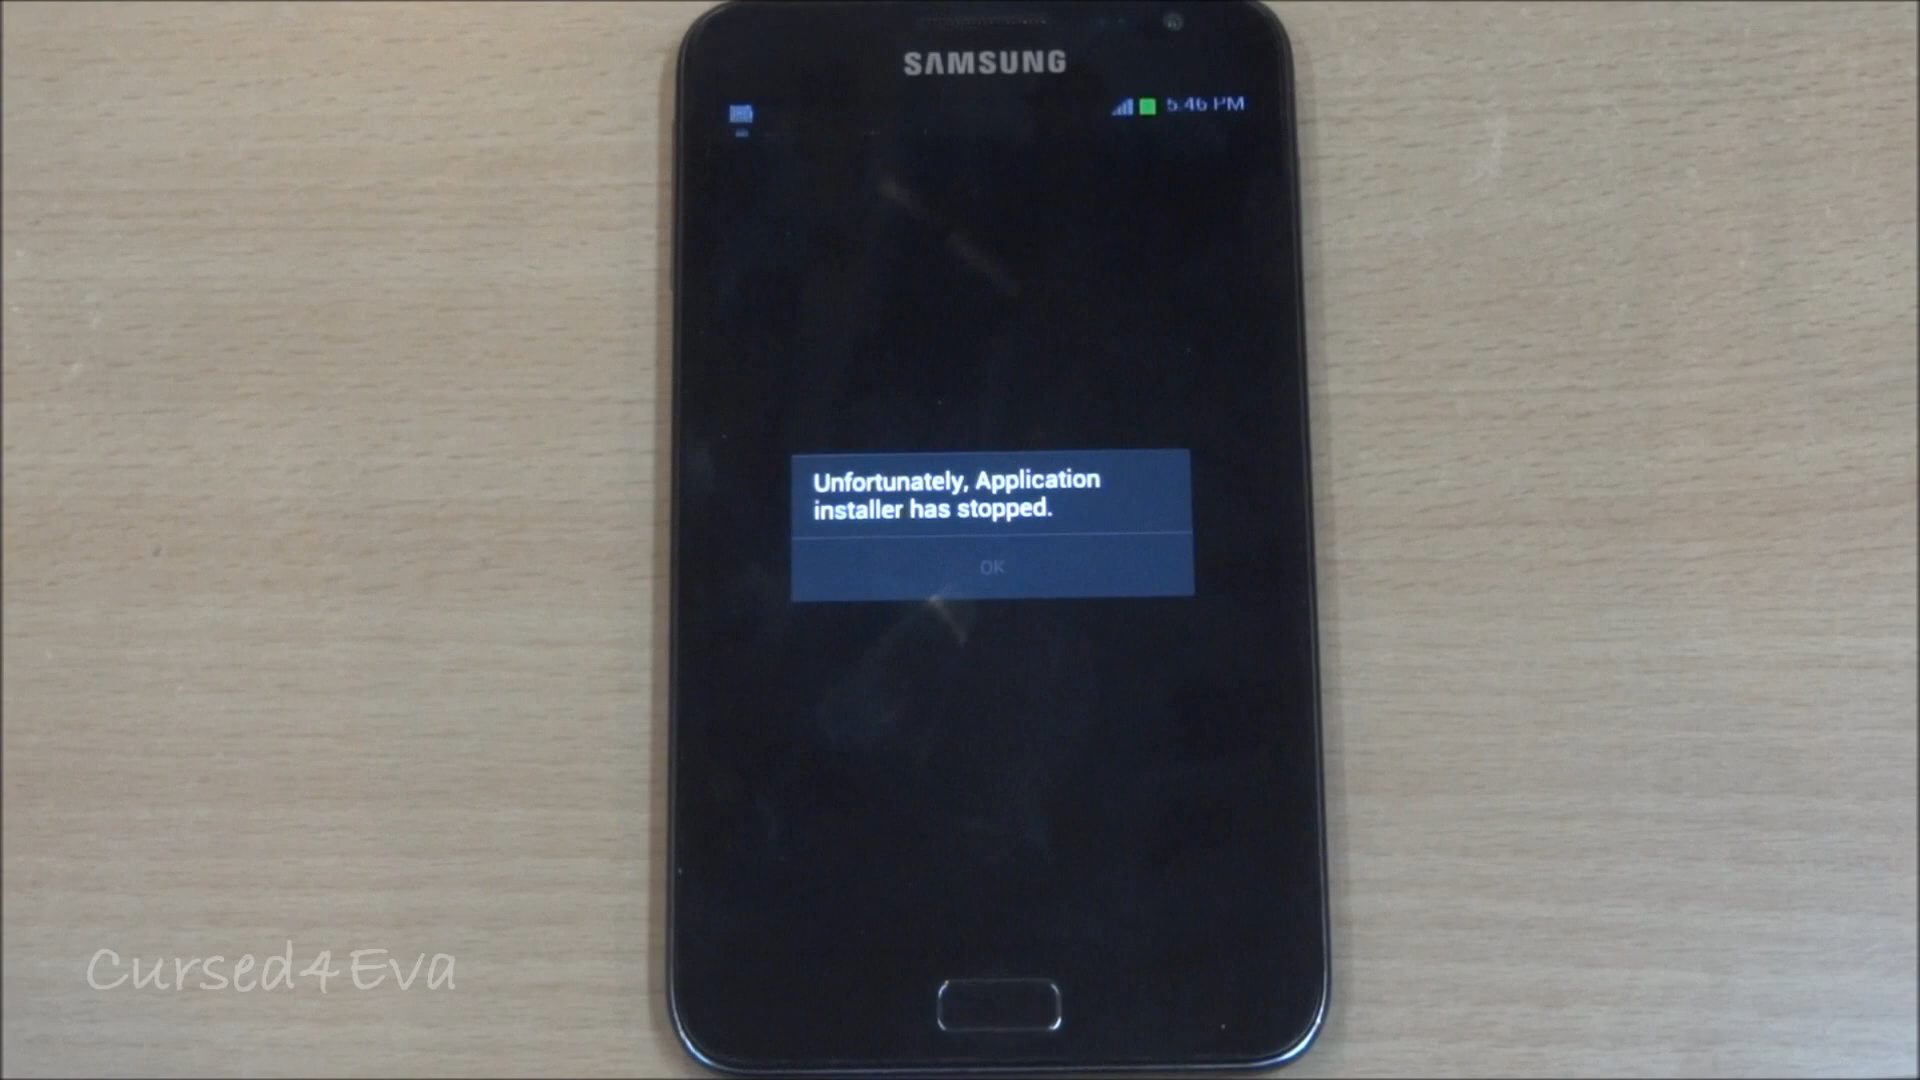 SAMSUNG
5:46 PM
Unfortunately, Application
installer has stopped.
OK
Cursed4Eva